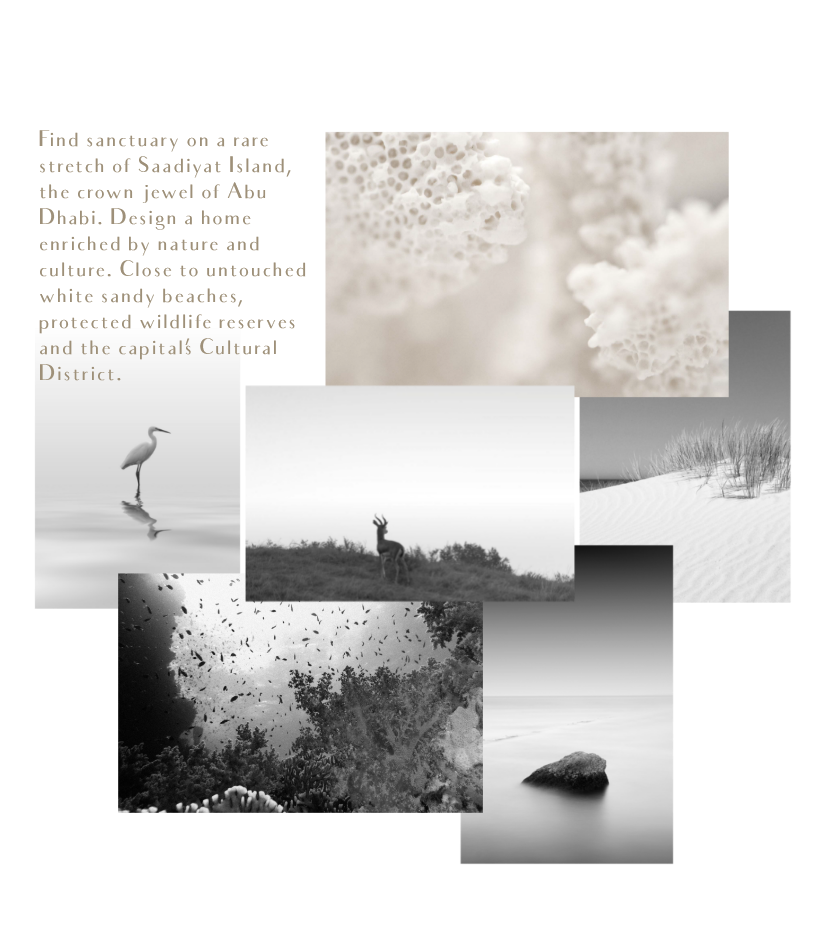 Find sanctuary on a rare
stretch of Saadiyat Island,
the crown jewel of Abu
Dhabi. Design a home
enriched by nature and
culture. Close to untouched
white sandy beaches,
protected wildlife reserves
and the capital's Cultural
District.